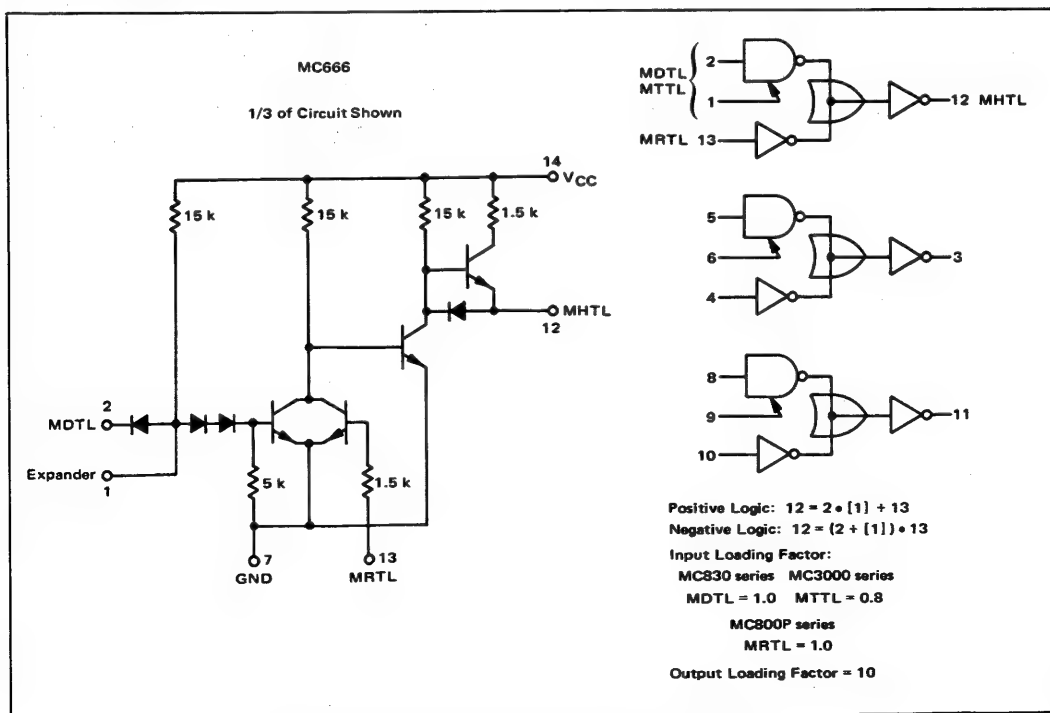 MC666
1/3 of Circuit Shown
14
VCC
15 k
15 k
15 k
1.5 k
MHTL
12
2
MDTL
Expander
1
5 k
1.5 k
7
GND
13
MRTL
MDTL
MTTL
2
1
MRTL 13
12 MHTL
5
6
4
3
8
9
10
11
Positive Logic: 12 = 2 • [1] + 13
Negative Logic: 12 = (2 + [1]) • 13
Input Loading Factor:
MC830 series MC3000 series
MDTL = 1.0 MTTL = 0.8
MC800P series
MRTL = 1.0
Output Loading Factor = 10